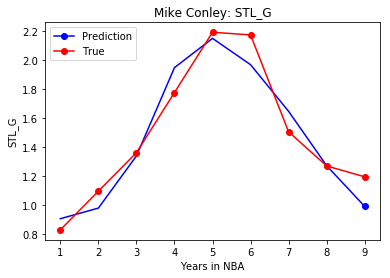 Mike Conley: STL_G
Prediction
True
STL_G
2.2
2.0
1.8
1.6
1.4
1.2
1.0
0.8
1 2 3 4 5 6 7 8 9
Years in NBA